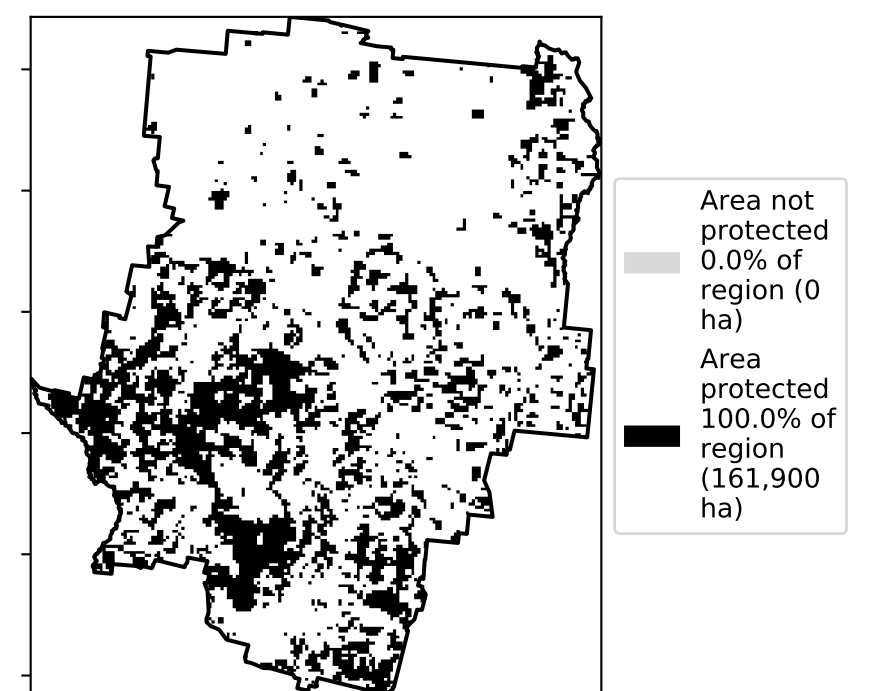 Area not
protected
0.0% of
region (0
ha)
Area
protected
100.0% of
region
(161,900
ha)